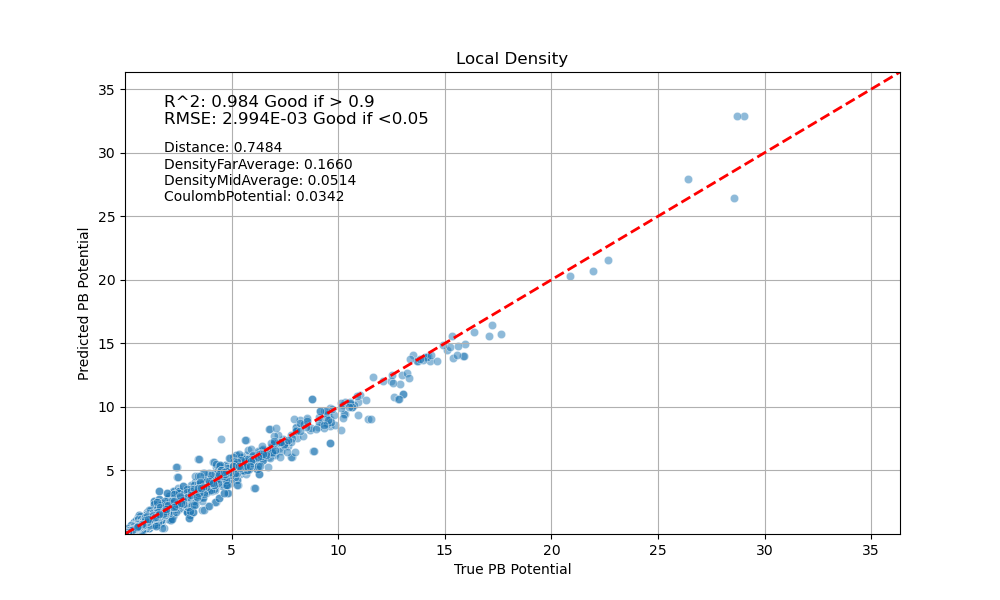 Local Density
R^2: 0.984 Good if > 0.9
RMSE: 2.994E-03 Good if <0.05
Distance: 0.7484
DensityFarAverage: 0.1660
DensityMidAverage: 0.0514
CoulombPotential: 0.0342
Predicted PB Potential
35
30
25
20
15
10
5
5 10 15 20 25 30 35
True PB Potential